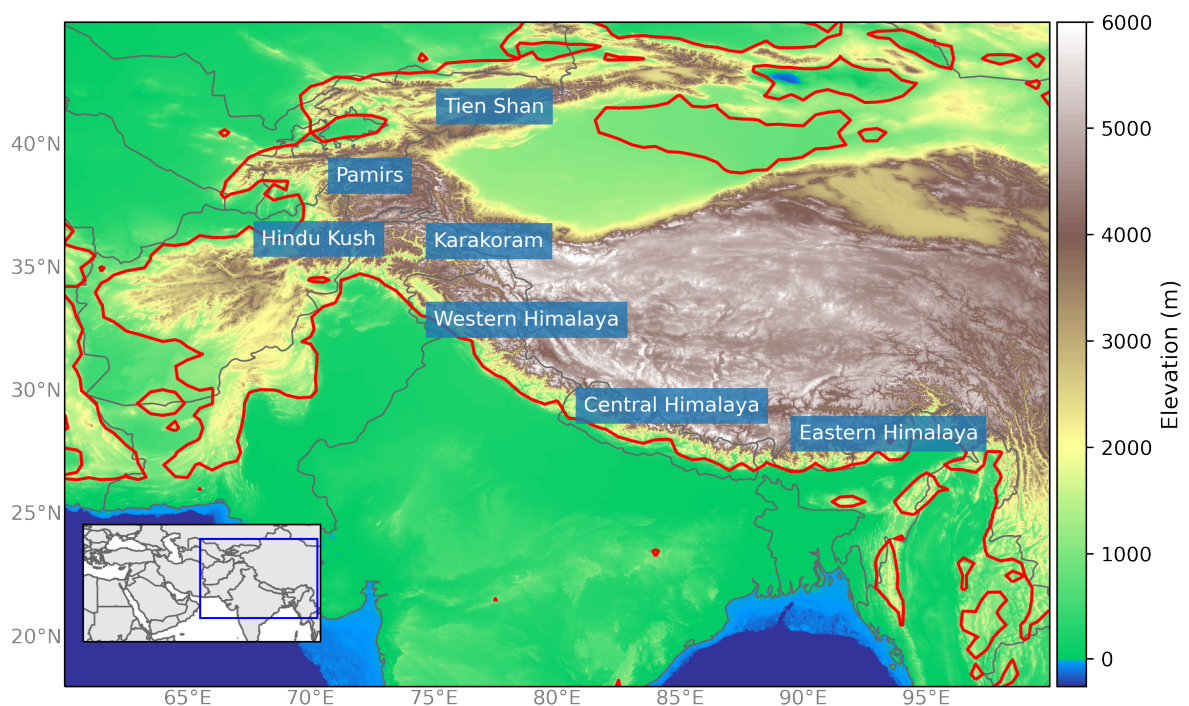 6000
5000
4000
3000
2000
1000
0
Elevation (m)
40°N
35°N
30°N
25°N
20°N
Tien Shan
Pamirs
Hindu Kush
Karakoram
Western Himalaya
Central Himalaya
Eastern Himalaya
65°E
70°E
75°E
80°E
85°E
90°E
95°E